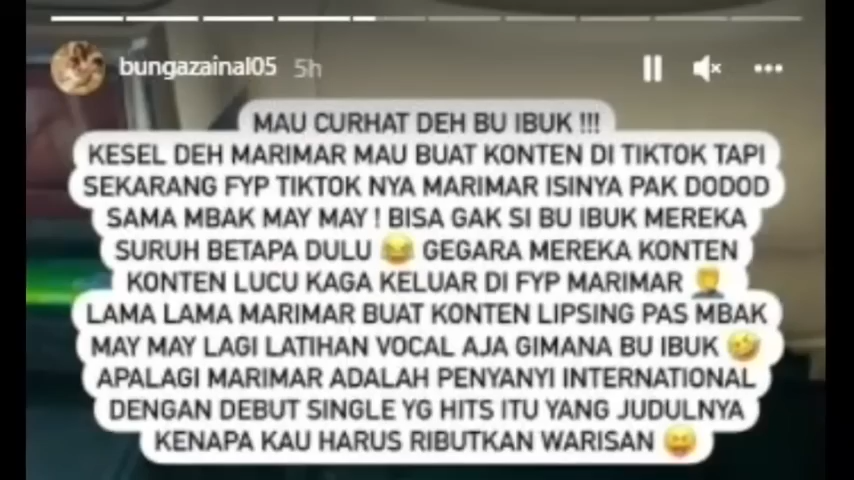 bungazainal05 5h
MAU CURHAT DEH BU IBUK !!!
KESEL DEH MARIMAR MAU BUAT KONTEN DI TIKTOK TAPI
SEKARANG FYP TIKTOK NYA MARIMAR ISINYA PAK DODOD
SAMA MBAK MAY MAY ! BISA GAK SI BU IBUK MEREKA
SURUH BETAPA DULU 😂 GEGARA MEREKA KONTEN
KONTEN LUCU KAGA KELUAR DI FYP MARIMAR 🤦
LAMA LAMA MARIMAR BUAT KONTEN LIPSING PAS MBAK
MAY MAY LAGI LATIHAN VOCAL AJA GIMANA BU IBUK 🤣
APALAGI MARIMAR ADALAH PENYANYI INTERNATIONAL
DENGAN DEBUT SINGLE YG HITS ITU YANG JUDULNYA
KENAPA KAU HARUS RIBUTKAN WARISAN 😛